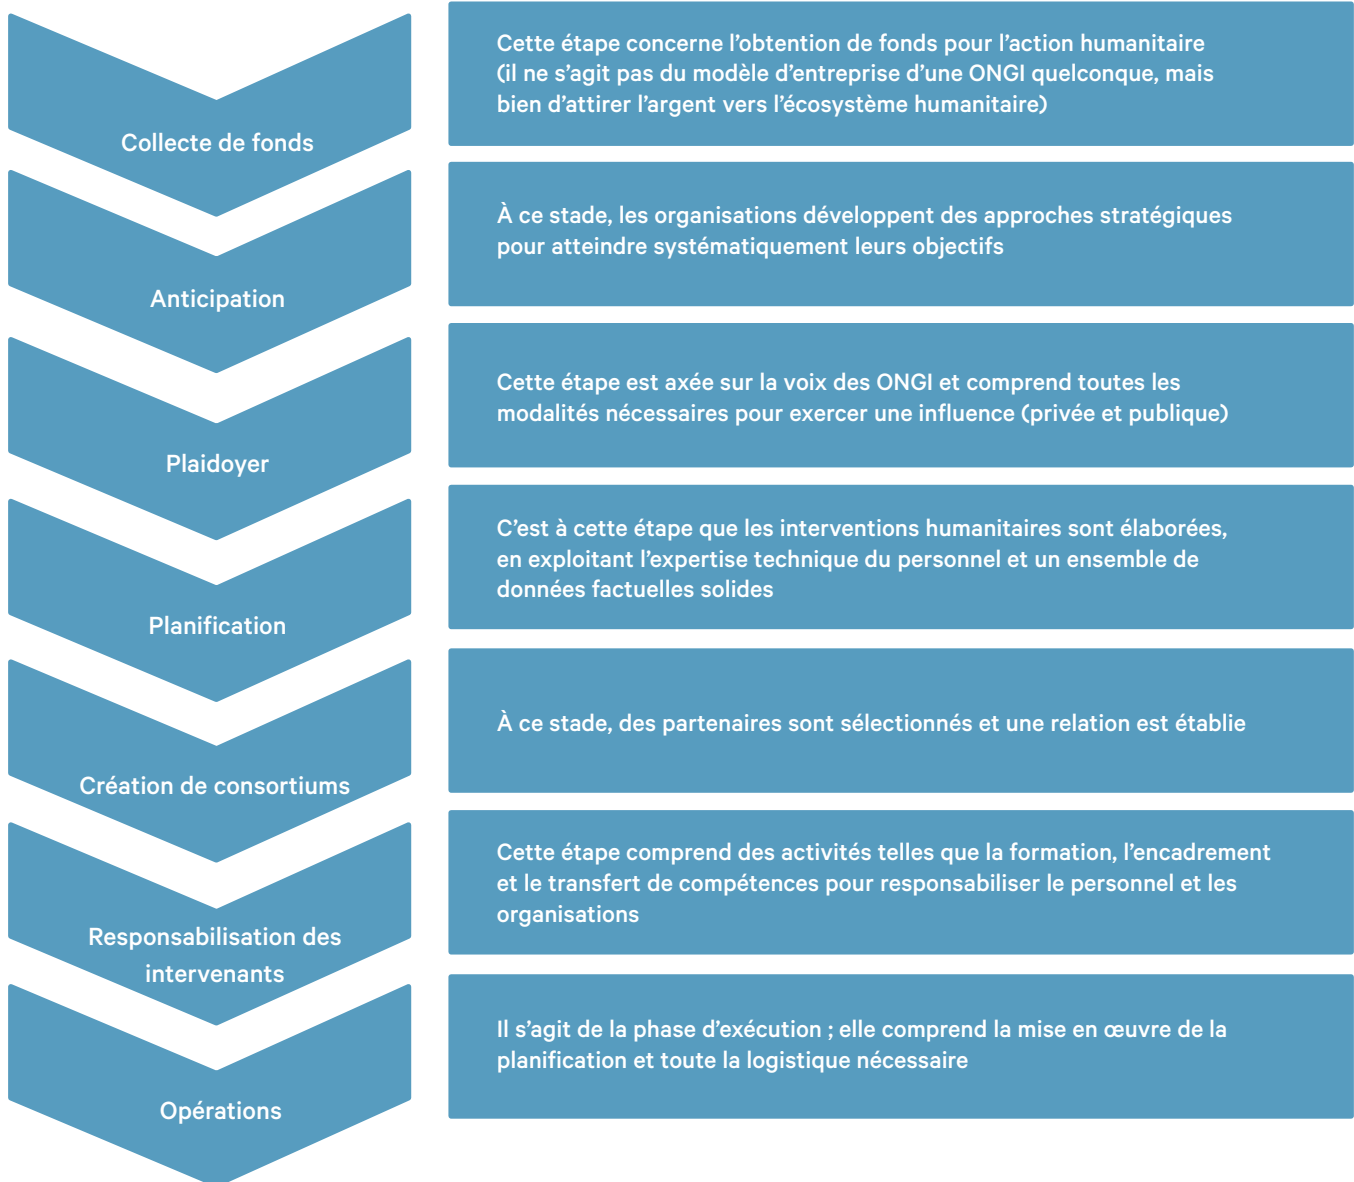 Collecte de fonds
Cette étape concerne l’obtention de fonds pour l’action humanitaire
(il ne s’agit pas du modèle d’entreprise d’une ONGI quelconque, mais
bien d’attirer l’argent vers l’écosystème humanitaire)
Anticipation
À ce stade, les organisations développent des approches stratégiques
pour atteindre systématiquement leurs objectifs
Plaidoyer
Cette étape est axée sur la voix des ONGI et comprend toutes les
modalités nécessaires pour exercer une influence (privée et publique)
Planification
C’est à cette étape que les interventions humanitaires sont élaborées,
en exploitant l’expertise technique du personnel et un ensemble de
données factuelles solides
Création de consortiums
À ce stade, des partenaires sont sélectionnés et une relation est établie
Responsabilisation des
intervenants
Cette étape comprend des activités telles que la formation, l’encadrement
et le transfert de compétences pour responsabiliser le personnel et les
organisations
Opérations
Il s’agit de la phase d’exécution ; elle comprend la mise en œuvre de la
planification et toute la logistique nécessaire